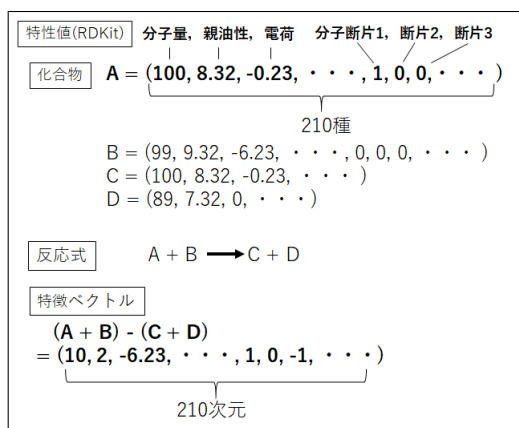 特性値(RDKit) 分子量，親油性，電荷 分子断片1，断片2，断片3
化合物 A = (100, 8.32, -0.23, ・・・, 1, 0, 0, ・・・)
210種
B = (99, 9.32, -6.23, ・・・, 0, 0, 0, ・・・)
C = (100, 8.32, -0.23, ・・・)
D = (89, 7.32, 0, ・・・)
反応式 A + B → C + D
特徴ベクトル
(A + B) - (C + D)
= (10, 2, -6.23, ・・・, 1, 0, -1, ・・・)
210次元